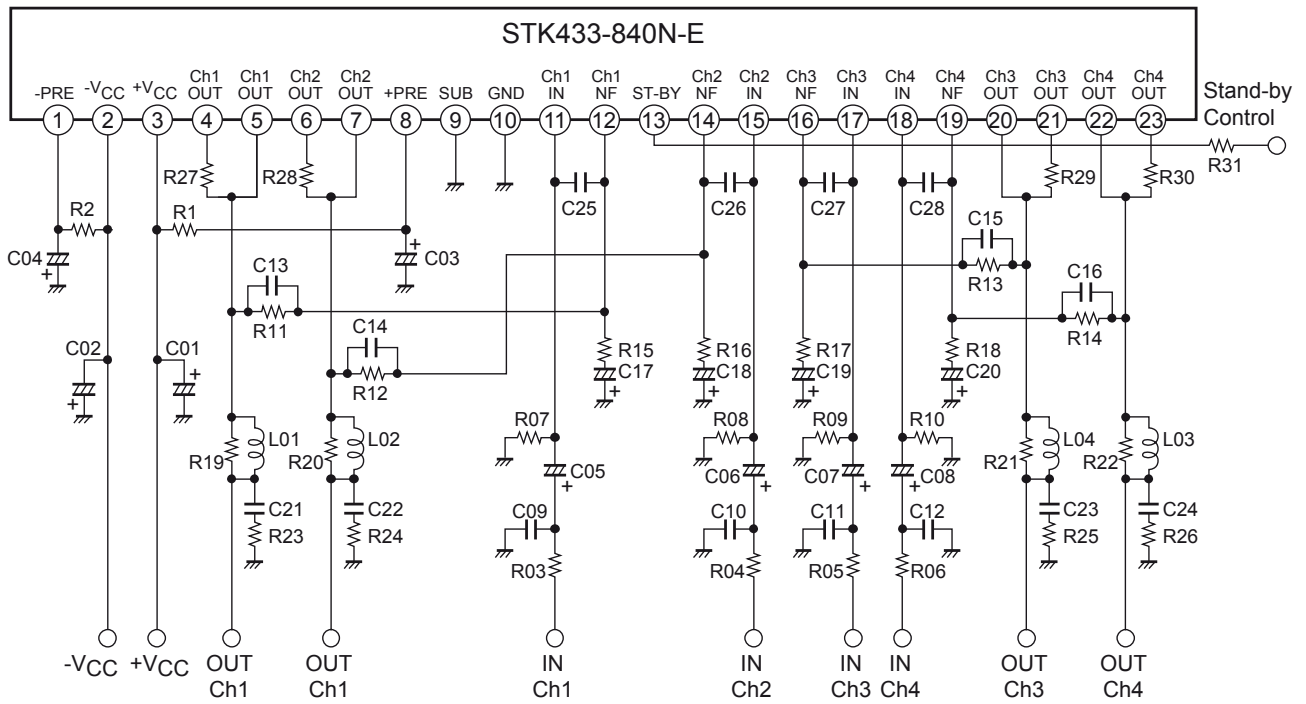 STK433-840N-E
-PRE -VCC +VCC Ch1 OUT Ch1 OUT Ch2 OUT Ch2 OUT +PRE SUB GND Ch1 IN Ch1 NF ST-BY Ch2 NF Ch2 IN Ch3 NF Ch3 IN Ch4 IN Ch4 NF Ch3 OUT Ch3 OUT Ch4 OUT Ch4 OUT
Stand-by
Control
1 2 3 4 5 6 7 8 9 10 11 12 13 14 15 16 17 18 19 20 21 22 23
R31
R27 R28 R29 R30
C25 C26 C27 C28
R2 R1 C15
C04 + + C03 R13
C13 C16
R11 R14
C14
C02 C01 R15 R16 R17 R18
+ + R12 C17 C18 C19 C20
+ + + +
R07 R08 R09 R10
L01 L02 L04 L03
R19 R20 R21 R22
C05 C06 C07 C08
+ + + +
C21 C22 C09 C10 C11 C12 C23 C24
R23 R24 R25 R26
R03 R04 R05 R06
-VCC +VCC OUT OUT IN IN IN IN OUT OUT
Ch1 Ch1 Ch1 Ch2 Ch3 Ch4 Ch3 Ch4